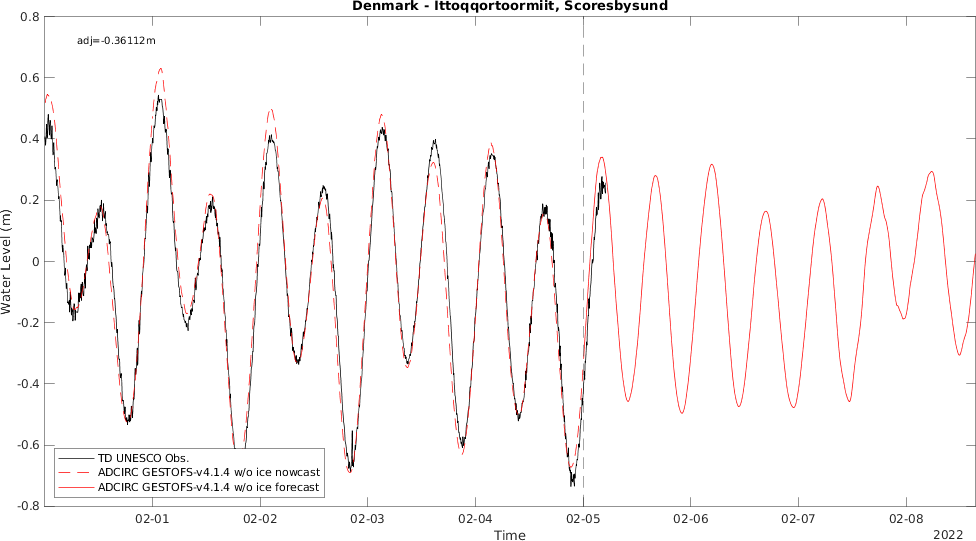 Denmark - Ittoqqortoormiit, Scoresbysund
adj=-0.36112m
0.8
0.6
0.4
0.2
0
-0.2
-0.4
-0.6
-0.8
Water Level (m)
TD UNESCO Obs.
ADCIRC GESTOFS-v4.1.4 w/o ice nowcast
ADCIRC GESTOFS-v4.1.4 w/o ice forecast
02-01 02-02 02-03 02-04 02-05 02-06 02-07 02-08
Time
2022